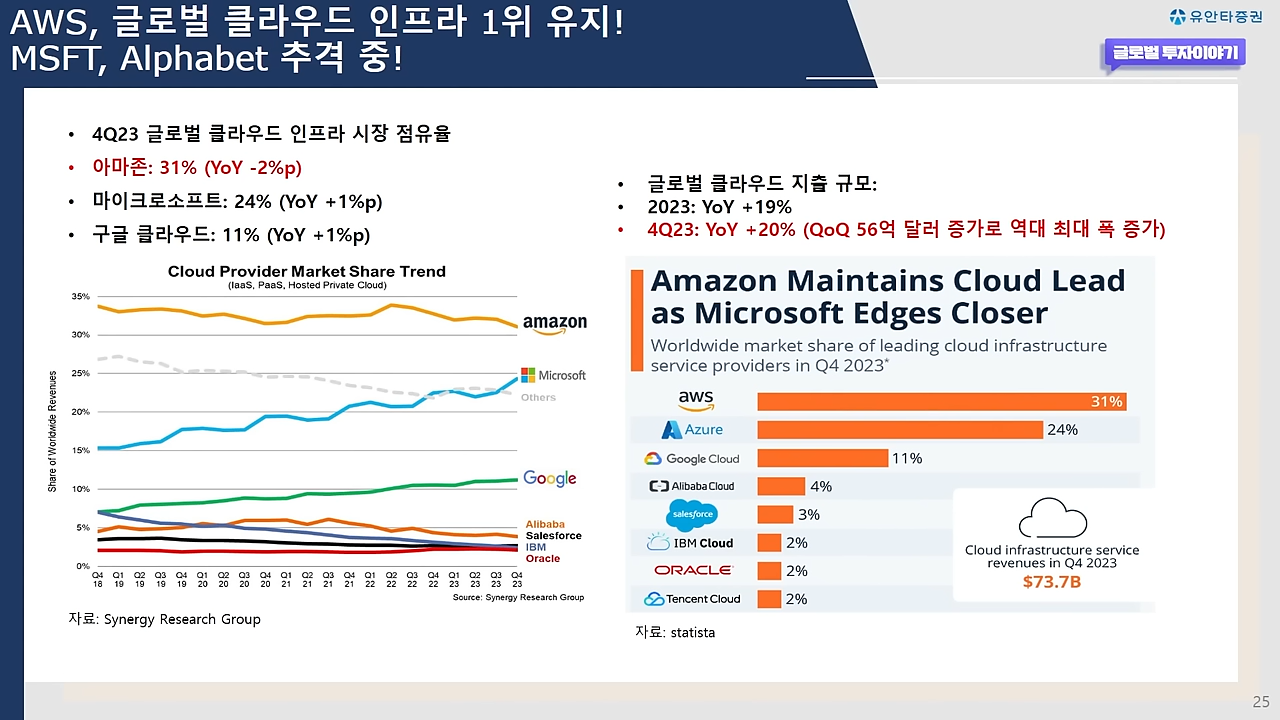 AWS, 글로벌 클라우드 인프라 1위 유지!
MSFT, Alphabet 추격 중!
유안타증권
글로벌 투자이야기
• 4Q23 글로벌 클라우드 인프라 시장 점유율
• 아마존: 31% (YoY -2%p)
• 마이크로소프트: 24% (YoY +1%p)
• 구글 클라우드: 11% (YoY +1%p)
Cloud Provider Market Share Trend
(IaaS, PaaS, Hosted Private Cloud)
Share of Worldwide Revenues
35%
30%
25%
20%
15%
10%
5%
0%
amazon
Microsoft
Others
Google
Alibaba
Salesforce
IBM
Oracle
Q4 Q1 Q2 Q3 Q4 Q1 Q2 Q3 Q4 Q1 Q2 Q3 Q4 Q1 Q2 Q3 Q4 Q1 Q2 Q3 Q4
18 19 19 19 19 20 20 20 20 21 21 21 21 22 22 22 22 23 23 23 23
Source: Synergy Research Group
자료: Synergy Research Group
• 글로벌 클라우드 지출 규모:
• 2023: YoY +19%
• 4Q23: YoY +20% (QoQ 56억 달러 증가로 역대 최대 폭 증가)
Amazon Maintains Cloud Lead
as Microsoft Edges Closer
Worldwide market share of leading cloud infrastructure
service providers in Q4 2023*
aws 31%
Azure 24%
Google Cloud 11%
Alibaba Cloud 4%
salesforce 3%
IBM Cloud 2%
ORACLE 2%
Tencent Cloud 2%
Cloud infrastructure service
revenues in Q4 2023
$73.7B
자료: statista
25